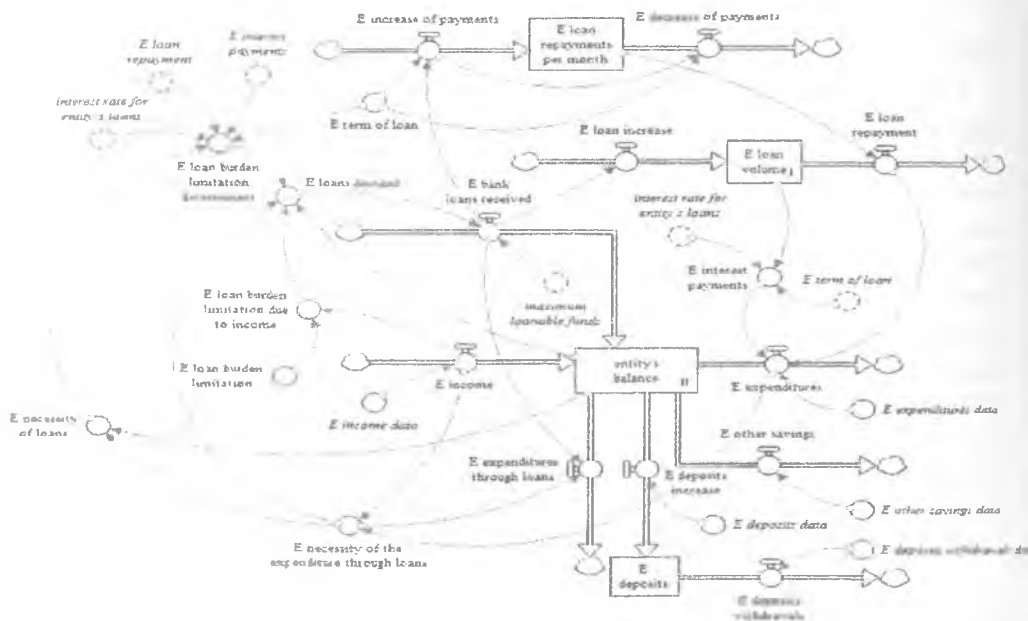 E increase of payments
E decrease of payments
E loan
repayments
per month
E loan
repayment
E interest
payments
interest rate for
entity's loans
E term of loan
E loan increase
E loan
repayment
E loan burden
limitation
E loans demand
E bank
loans received
E loan
volume
interest rate for
entity's loans
E interest
payments
E term of loan
E loan burden
limitation due
to income
maximum
loanable funds
E loan burden
limitation
E income
entity's
balance
E expenditures
E necessity
of loans
E income data
E expenditures data
E other savings
E expenditures
through loans
E deposits
increase
E other savings data
E deposits data
E necessity of the
expenditure through loans
E deposits withdrawals
E
deposits
E deposits
withdrawals